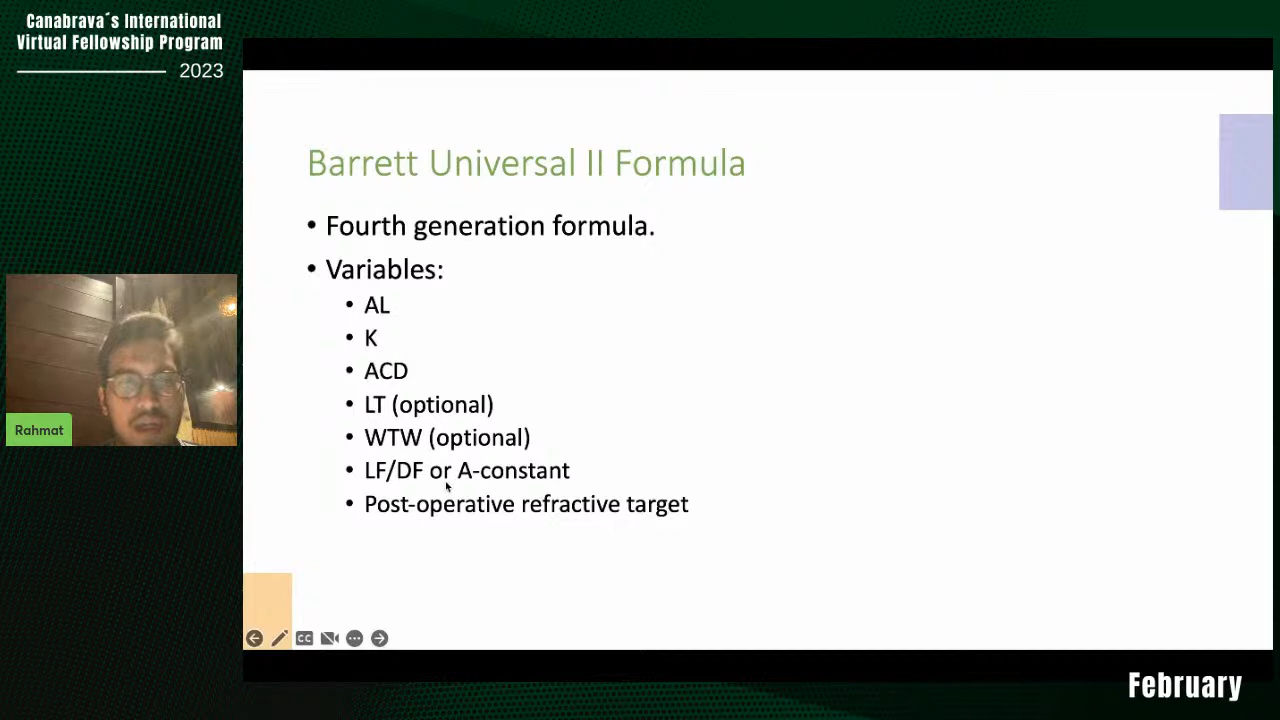 Canabrava´s International
Virtual Fellowship Program
2023
Barrett Universal II Formula
• Fourth generation formula.
• Variables:
• AL
• K
• ACD
• LT (optional)
• WTW (optional)
• LF/DF or A-constant
• Post-operative refractive target
Rahmat
CC
February